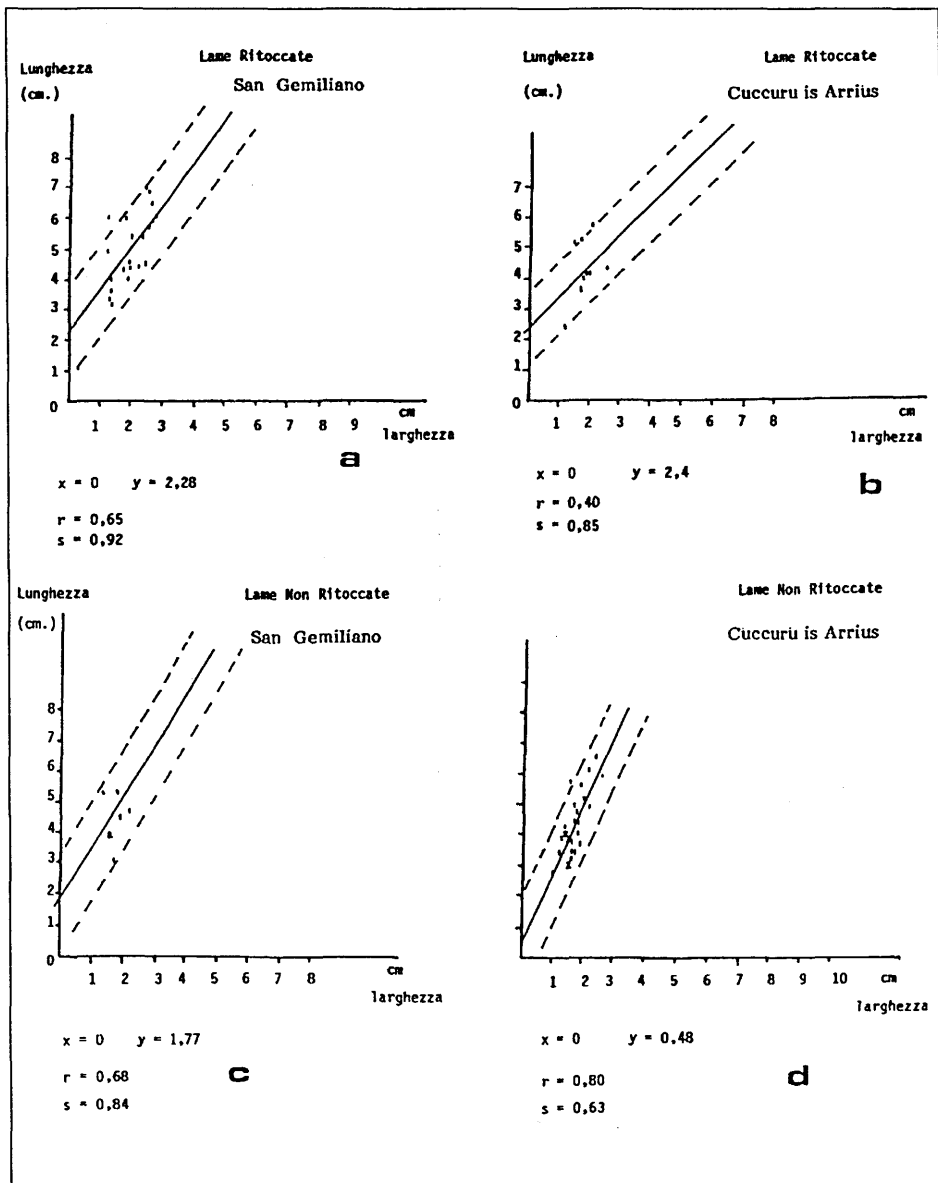 Lunghezza
(cm.)
Lame Ritoccate
San Gemiliano
8
7
6
5
4
3
2
1
0
1 2 3 4 5 6 7 8 9
cm
larghezza
a
x = 0 y = 2,28
r = 0,65
s = 0,92
Lunghezza
(cm.)
Lame Ritoccate
Cuccuru is Arrius
7
6
5
4
3
2
1
0
1 2 3 4 5 6 7 8
cm
larghezza
b
x = 0 y = 2,4
r = 0,40
s = 0,85
Lunghezza
(cm.)
Lame Non Ritoccate
San Gemiliano
8
7
6
5
4
3
2
1
0
1 2 3 4 5 6 7 8
cm
larghezza
c
x = 0 y = 1,77
r = 0,68
s = 0,84
Lame Non Ritoccate
Cuccuru is Arrius
1 2 3 4 5 6 7 8 9 10 cm
larghezza
d
x = 0 y = 0,48
r = 0,80
s = 0,63